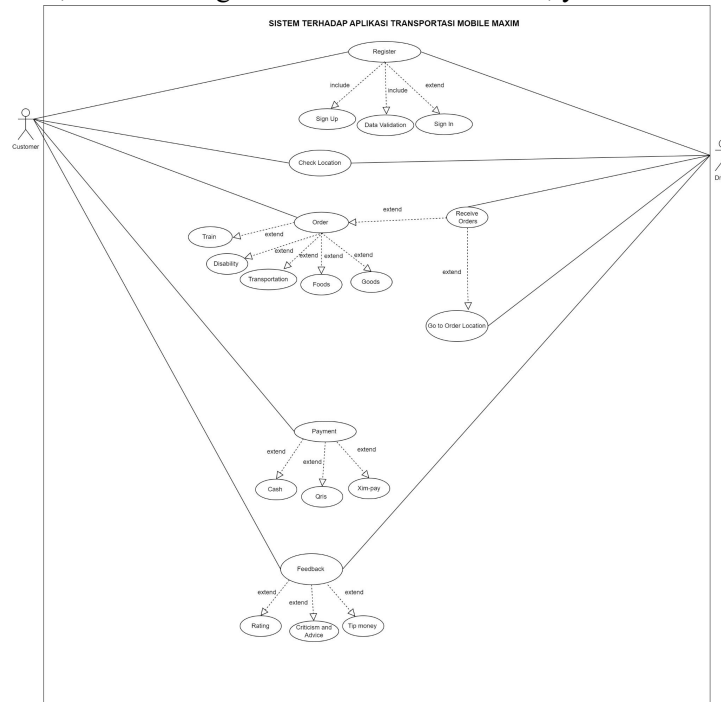 SISTEM TERHADAP APLIKASI TRANSPORTASI MOBILE MAXIM
Register
include
include
extend
Sign Up
Data Validation
Sign In
Customer
Check Location
Order
extend
Receive
Orders
Train
extend
Disability
extend
extend
extend
extend
Transportation
Foods
Goods
extend
Go to Order Location
Payment
extend
extend
extend
Cash
Qris
Xim-pay
Feedback
extend
extend
extend
Rating
Criticism and
Advice
Tip money